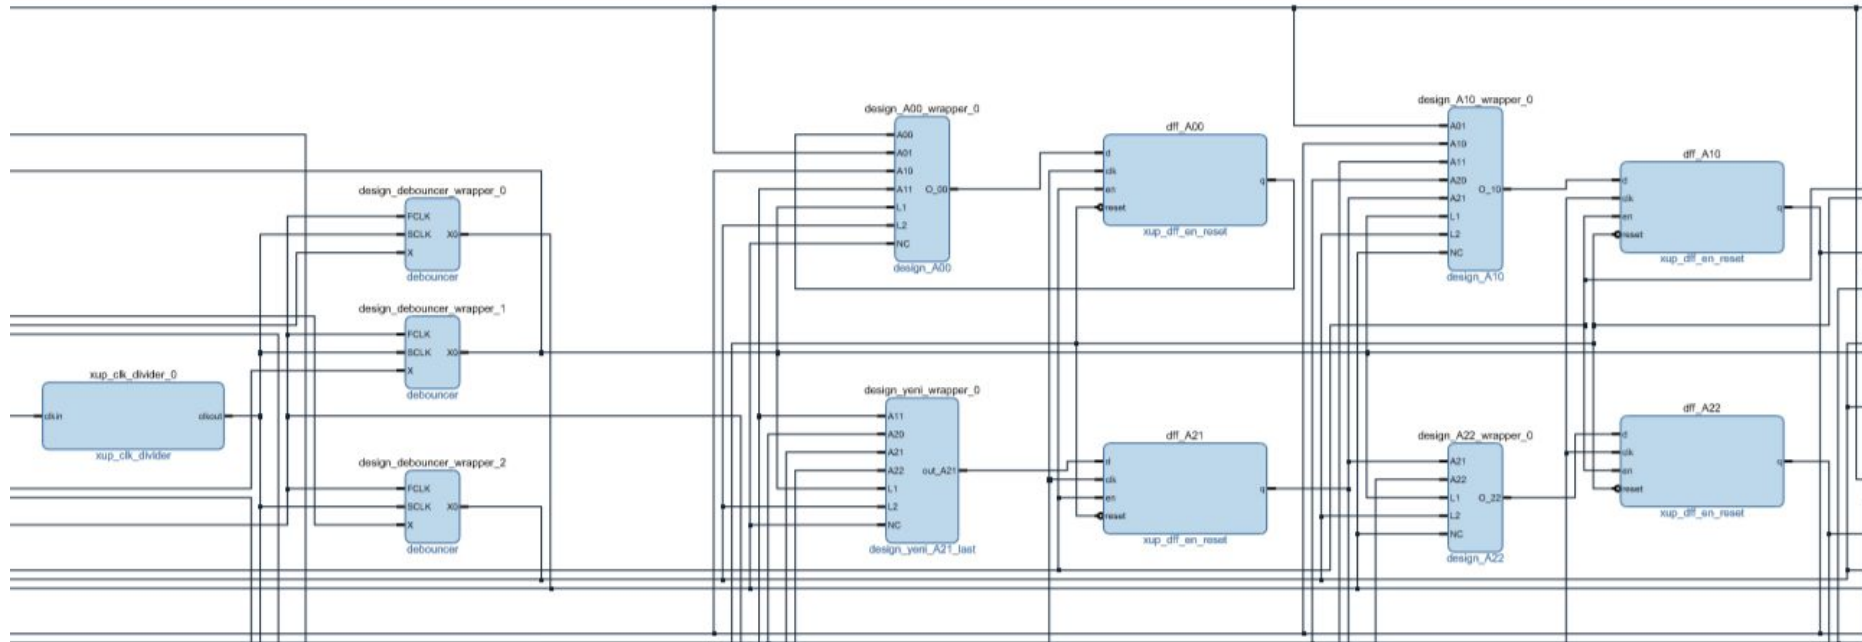 xup_clk_divider_0
clkin
clkout
xup_clk_divider
design_debouncer_wrapper_0
FCLK
SCLK X0
X
debouncer
design_debouncer_wrapper_1
FCLK
SCLK X0
X
debouncer
design_debouncer_wrapper_2
FCLK
SCLK X0
X
debouncer
design_A00_wrapper_0
A00
A01
A10
A11 O_00
L1
L2
NC
design_A00
design_yeni_wrapper_0
A11
A20
A21
A22 out_A21
L1
L2
NC
design_yeni_A21_last
dff_A00
d
clk
q
en
reset
xup_dff_en_reset
dff_A21
d
clk
q
en
reset
xup_dff_en_reset
design_A10_wrapper_0
A01
A10
A11
A20 O_10
A21
L1
L2
NC
design_A10
design_A22_wrapper_0
A21
A22
L1 O_22
L2
NC
design_A22
dff_A10
d
clk
q
en
reset
xup_dff_en_reset
dff_A22
d
clk
q
en
reset
xup_dff_en_reset